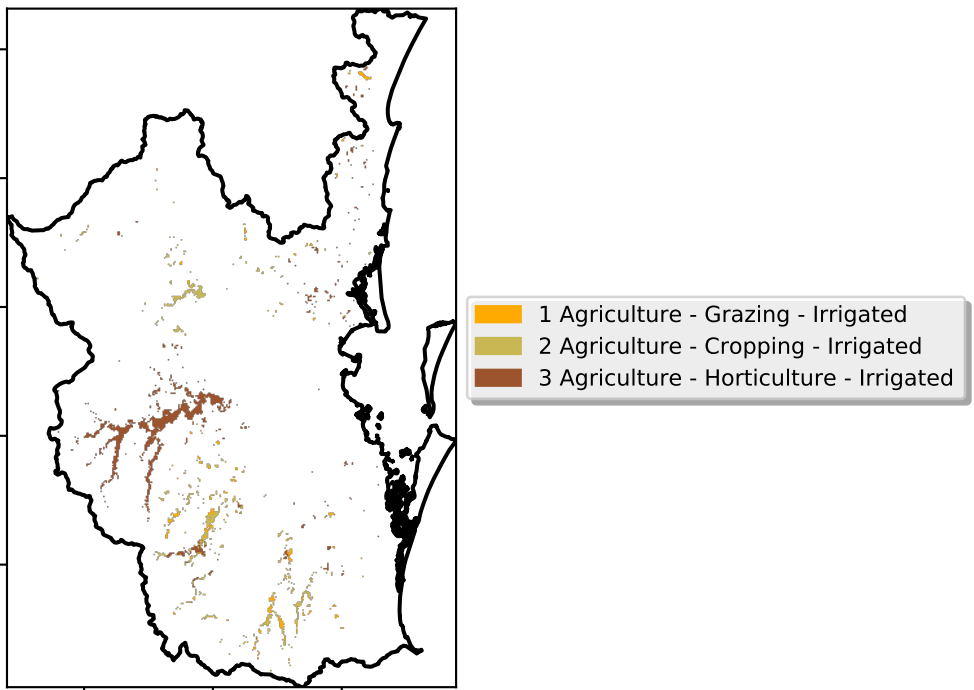 1 Agriculture - Grazing - Irrigated
2 Agriculture - Cropping - Irrigated
3 Agriculture - Horticulture - Irrigated